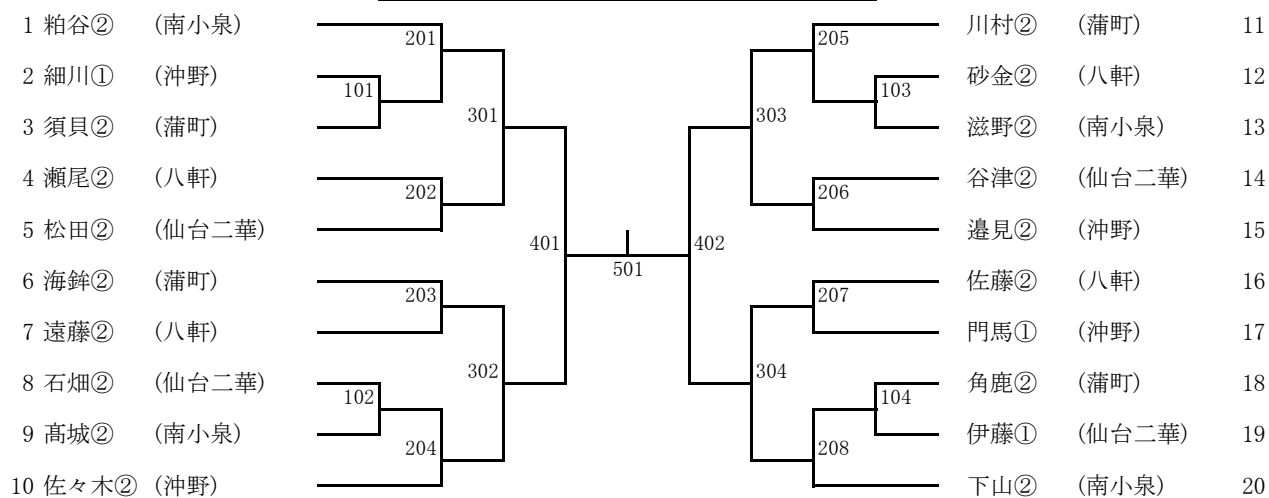 1 粕谷② (南小泉) 201 205 川村② (蒲町) 11
2 細川① (沖野) 101 103 砂金② (八軒) 12
3 須貝② (蒲町) 301 303 滋野② (南小泉) 13
4 瀬尾② (八軒) 202 206 谷津② (仙台二華) 14
5 松田② (仙台二華) 401 402 邉見② (沖野) 15
501
6 海鉾② (蒲町) 203 207 佐藤② (八軒) 16
7 遠藤② (八軒) 門馬① (沖野) 17
8 石畑② (仙台二華) 102 302 304 104 角鹿② (蒲町) 18
9 髙城② (南小泉) 204 208 伊藤① (仙台二華) 19
10 佐々木② (沖野) 下山② (南小泉) 20